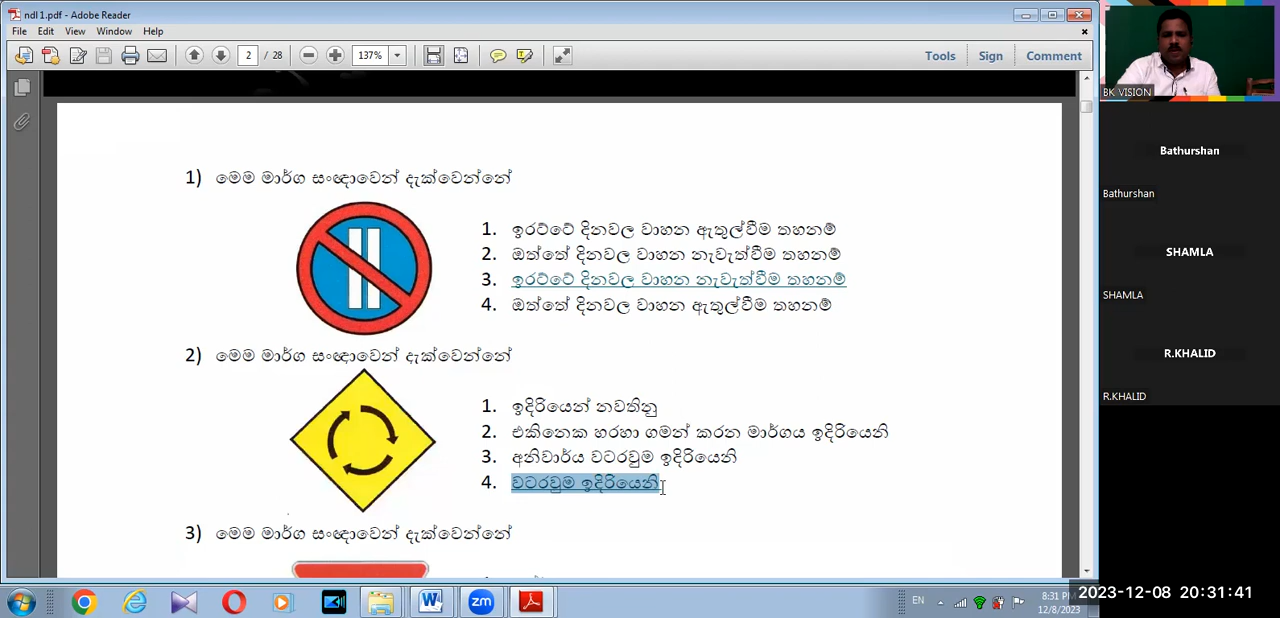 ndl 1.pdf - Adobe Reader
File Edit View Window Help
2 / 28 137% Tools Sign Comment
1) මෙම මාර්ග සංඥාවෙන් දැක්වෙන්නේ
1. ඉරට්ටේ දිනවල වාහන ඇතුල්වීම තහනම්
2. ඔත්තේ දිනවල වාහන නැවැත්වීම තහනම්
3. ඉරට්ටේ දිනවල වාහන නැවැත්වීම තහනම්
4. ඔත්තේ දිනවල වාහන ඇතුල්වීම තහනම්
2) මෙම මාර්ග සංඥාවෙන් දැක්වෙන්නේ
1. ඉදිරියෙන් නවතිනු
2. එකිනෙක හරහා ගමන් කරන මාර්ගය ඉදිරියෙනි
3. අනිවාර්ය වටරවුම ඉදිරියෙනි
4. වටරවුම ඉදිරියෙනි
3) මෙම මාර්ග සංඥාවෙන් දැක්වෙන්නේ
BK VISION
Bathurshan
Bathurshan
SHAMLA
SHAMLA
R.KHALID
R.KHALID
EN 8:31 PM
12/8/2023
2023-12-08 20:31:41
zm